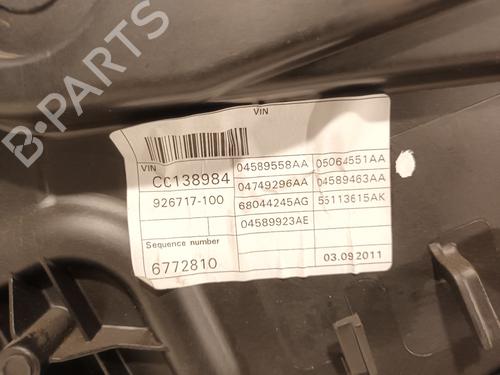 B-PARTS
VIN
VIN
CC138984
926717-100
Sequence number
6772810
04589558AA 05064551AA
04749296AA 04589463AA
68044245AG 55113615AK
04589923AE
03.09.2011